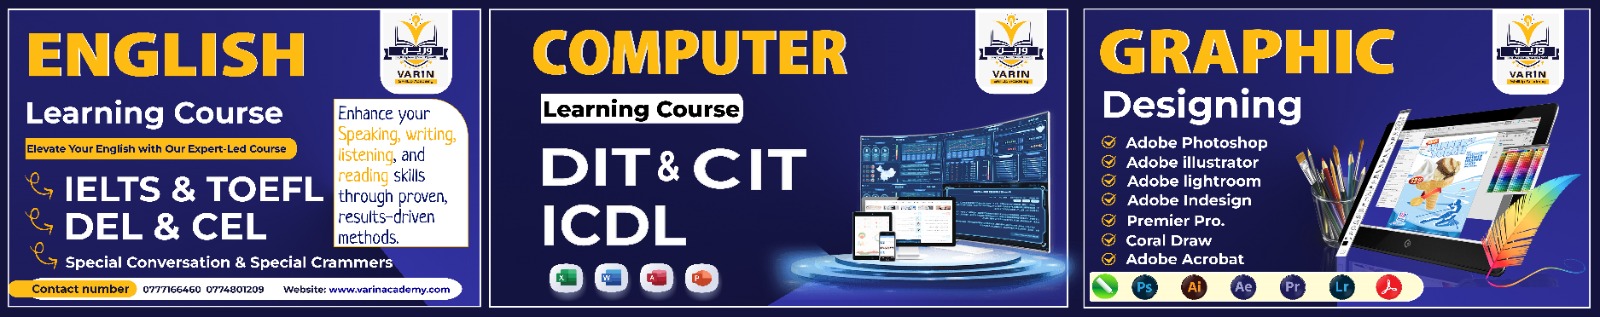 ENGLISH
Learning Course
Elevate Your English with Our Expert-Led Course
IELTS & TOEFL
DEL & CEL
Special Conversation & Special Crammers
Enhance your
Speaking, writing,
listening, and
reading skills
through proven,
results-driven
methods.
وارین
VARIN
Contact number 0777166460 0774801209 Website: www.varinacademy.com
COMPUTER
Learning Course
DIT & CIT
ICDL
VARIN
GRAPHIC
Designing
Adobe Photoshop
Adobe illustrator
Adobe lightroom
Adobe Indesign
Premier Pro.
Coral Draw
Adobe Acrobat
Ps Ai Ae Pr Lr
VARIN